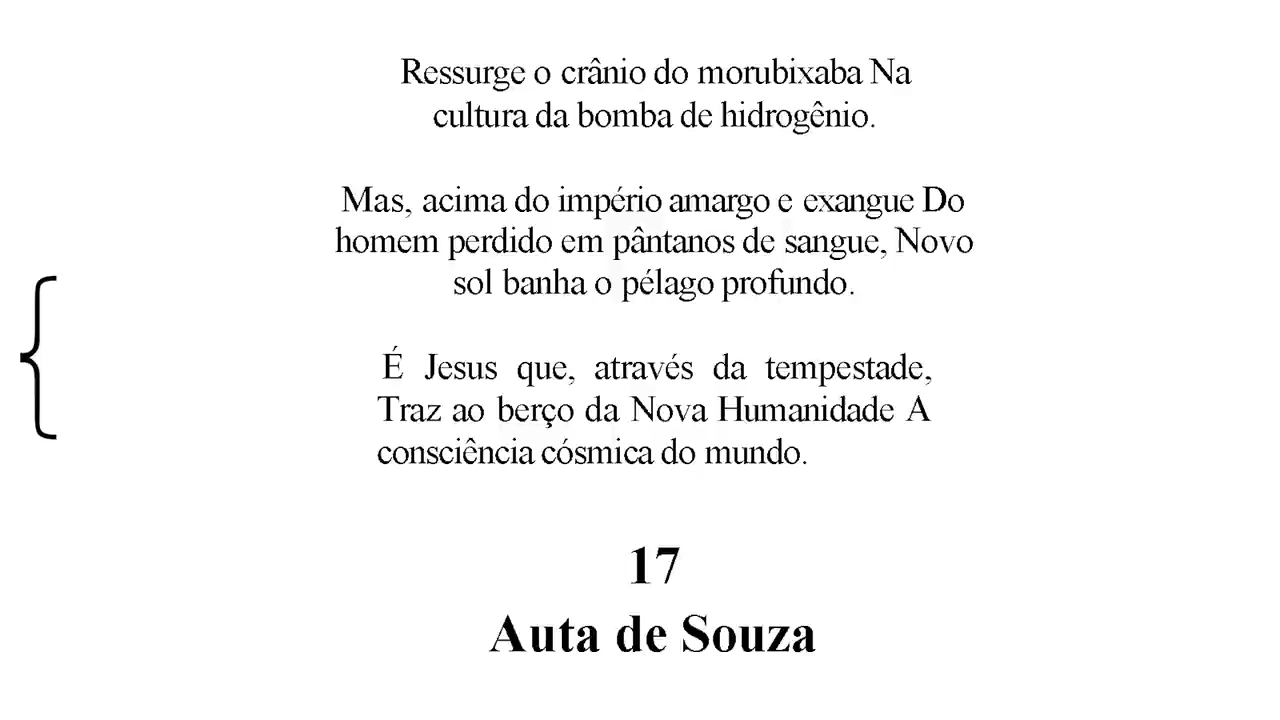 Ressurge o crânio do morubixaba Na
cultura da bomba de hidrogênio.
Mas, acima do império amargo e exangue Do
homem perdido em pântanos de sangue, Novo
sol banha o pélago profundo.
É Jesus que, através da tempestade,
Traz ao berço da Nova Humanidade A
consciência cósmica do mundo.
17
Auta de Souza